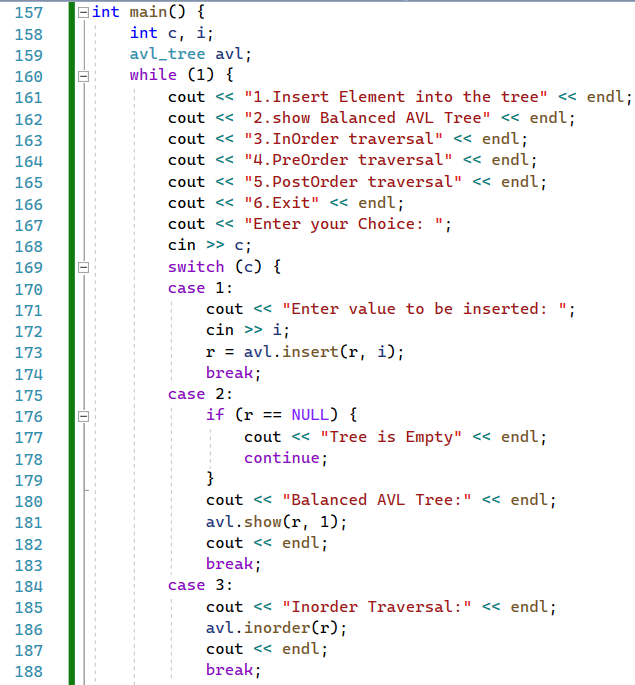 157 int main() {
158 int c, i;
159 avl_tree avl;
160 while (1) {
161 cout << "1.Insert Element into the tree" << endl;
162 cout << "2.show Balanced AVL Tree" << endl;
163 cout << "3.InOrder traversal" << endl;
164 cout << "4.PreOrder traversal" << endl;
165 cout << "5.PostOrder traversal" << endl;
166 cout << "6.Exit" << endl;
167 cout << "Enter your Choice: ";
168 cin >> c;
169 switch (c) {
170 case 1:
171 cout << "Enter value to be inserted: ";
172 cin >> i;
173 r = avl.insert(r, i);
174 break;
175 case 2:
176 if (r == NULL) {
177 cout << "Tree is Empty" << endl;
178 continue;
179 }
180 cout << "Balanced AVL Tree:" << endl;
181 avl.show(r, 1);
182 cout << endl;
183 break;
184 case 3:
185 cout << "Inorder Traversal:" << endl;
186 avl.inorder(r);
187 cout << endl;
188 break;